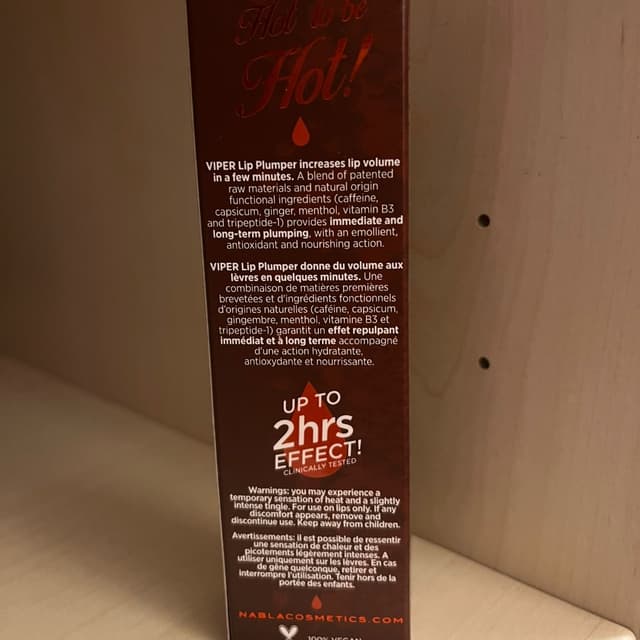 Hot to be
Hot!
VIPER Lip Plumper increases lip volume
in a few minutes. A blend of patented
raw materials and natural origin
functional ingredients (caffeine,
capsicum, ginger, menthol, vitamin B3
and tripeptide-1) provides immediate and
long-term plumping, with an emollient,
antioxidant and nourishing action.
VIPER Lip Plumper donne du volume aux
lèvres en quelques minutes. Une
combinaison de matières premières
brevetées et d'ingrédients fonctionnels
d'origines naturelles (caféine, capsicum,
gingembre, menthol, vitamine B3 et
tripeptide-1) garantit un effet repulpant
immédiat et à long terme accompagné
d'une action hydratante,
antioxydante et nourrissante.
UP TO
2hrs
EFFECT!
CLINICALLY TESTED
Warnings: you may experience a
temporary sensation of heat and a slightly
intense tingle. For use on lips only. If any
discomfort appears, remove and
discontinue use. Keep away from children.
Avertissements: il est possible de ressentir
une sensation de chaleur et des
picotements légèrement intenses. A
utiliser uniquement sur les lèvres. En cas
de gêne quelconque, retirer et
interrompre l'utilisation. Tenir hors de la
portée des enfants.
NABLACOSMETICS.COM
100% VEGAN